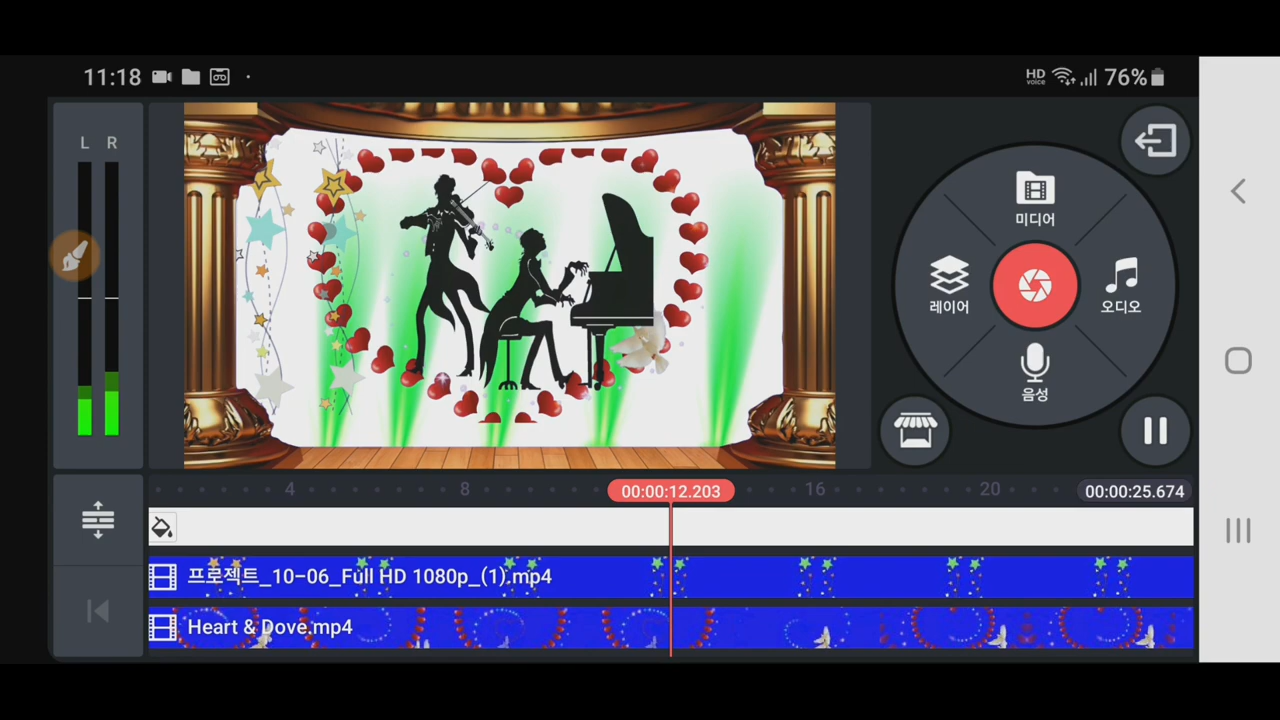 11:18
HD voice 76%
L R
미디어
레이어
오디오
음성
4 8 00:00:12.203 16 20 00:00:25.674
프로젝트_10-06_Full HD 1080p_(1).mp4
Heart & Dove.mp4